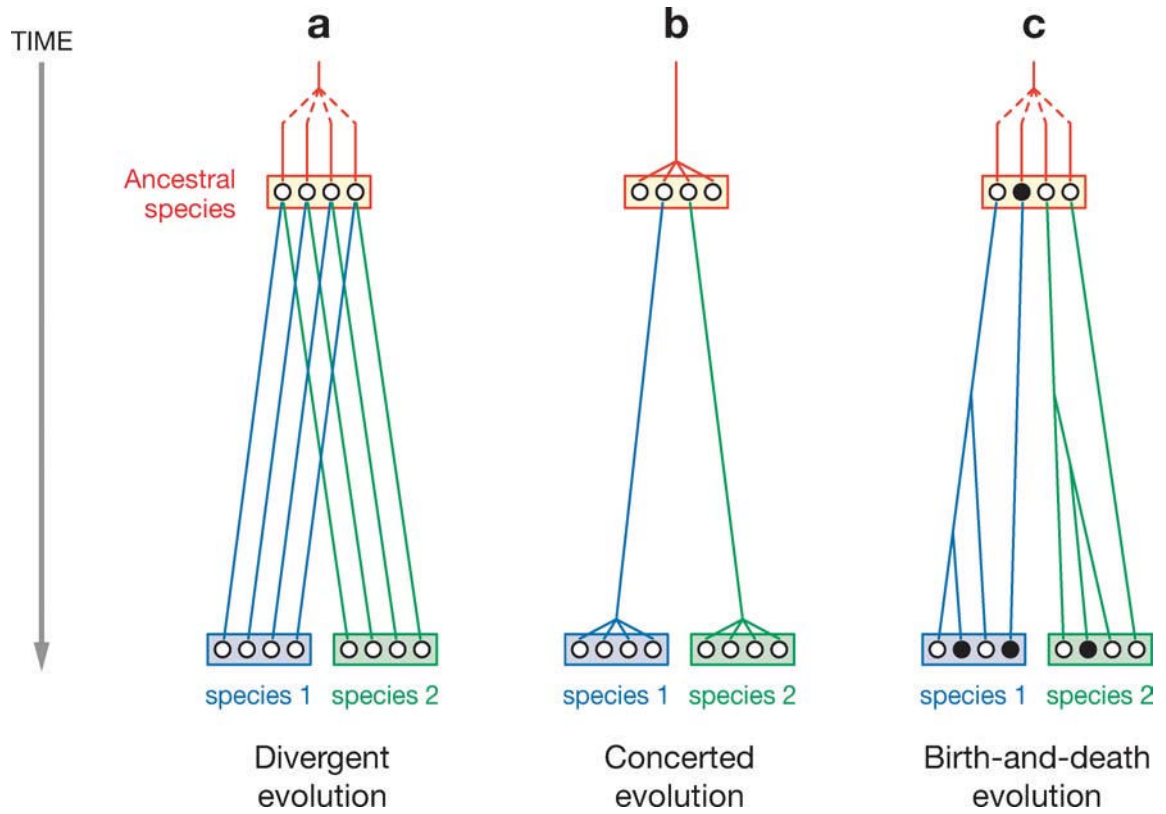 a
b
c
TIME
Ancestral
species
species 1
species 2
species 1
species 2
species 1
species 2
Divergent
evolution
Concerted
evolution
Birth-and-death
evolution